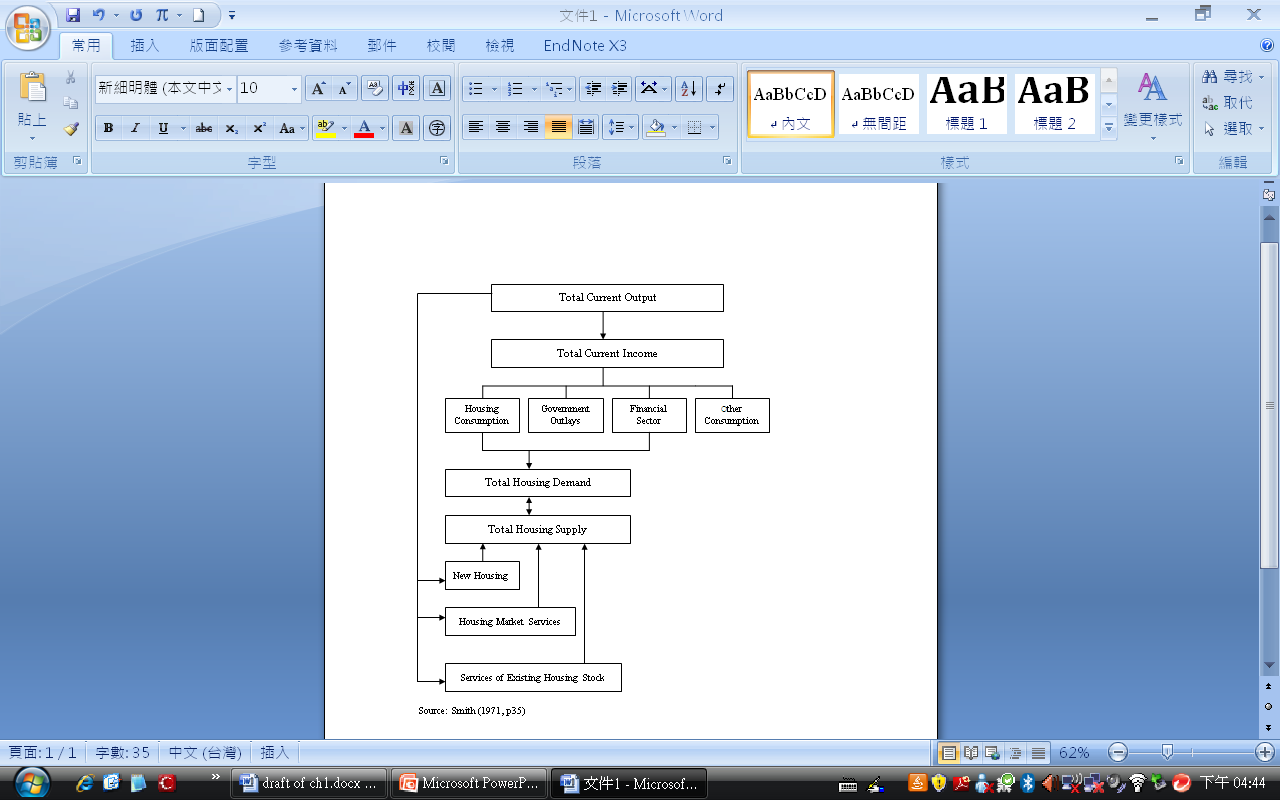 文件1 - Microsoft Word
常用 插入 版面配置 參考資料 郵件 校閱 檢視 EndNote X3
貼上
新細明體 (本文中文 10
B I U abc x₂ x² Aa ab A A 字
AaBbCcD AaBbCcD AaB AaB
內文 無間距 標題 1 標題 2
變更樣式
尋找
取代
選取
剪貼簿 字型 段落 樣式 編輯
Total Current Output
Total Current Income
Housing
Consumption
Government
Outlays
Financial
Sector
Other
Consumption
Total Housing Demand
Total Housing Supply
New Housing
Housing Market Services
Services of Existing Housing Stock
Source: Smith (1971, p35)
頁面: 1 / 1 字數: 35 中文 (台灣) 插入 62%
draft of ch1.docx ... Microsoft PowerP... 文件1 - Microsof... 下午 04:44